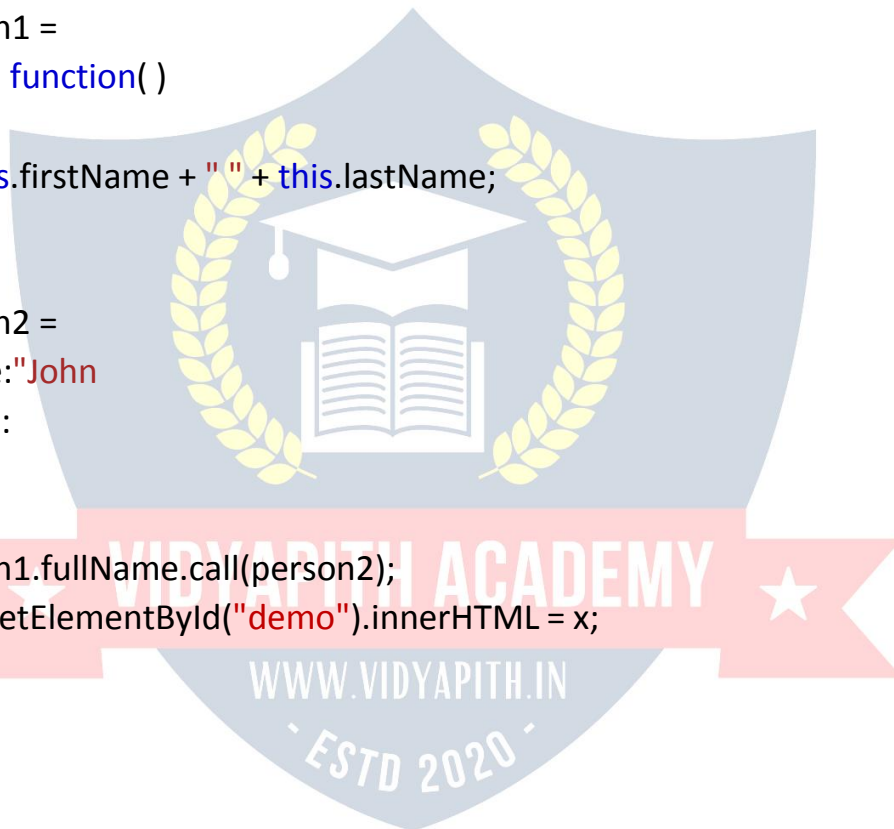 n1 =
function( )
s.firstName + " " + this.lastName;
n2 =
e:"John
:
n1.fullName.call(person2);
etElementById("demo").innerHTML = x;
VIDYAPITH ACADEMY
WWW.VIDYAPITH.IN
- ESTD 2020 -